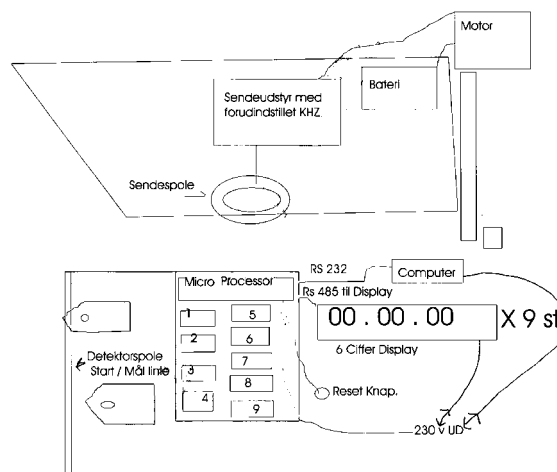 Motor
Sendeudstyr med
forudindstillet KHZ.
Bateri
Sendespole
RS 232
Computer
Micro Processor
Rs 485 til Display
1
5
2
6
3
7
4
8
9
00 . 00 . 00
X 9 st
6 Ciffer Display
Detektorspole
Start / Mål linie
Reset Knap.
230 v UD